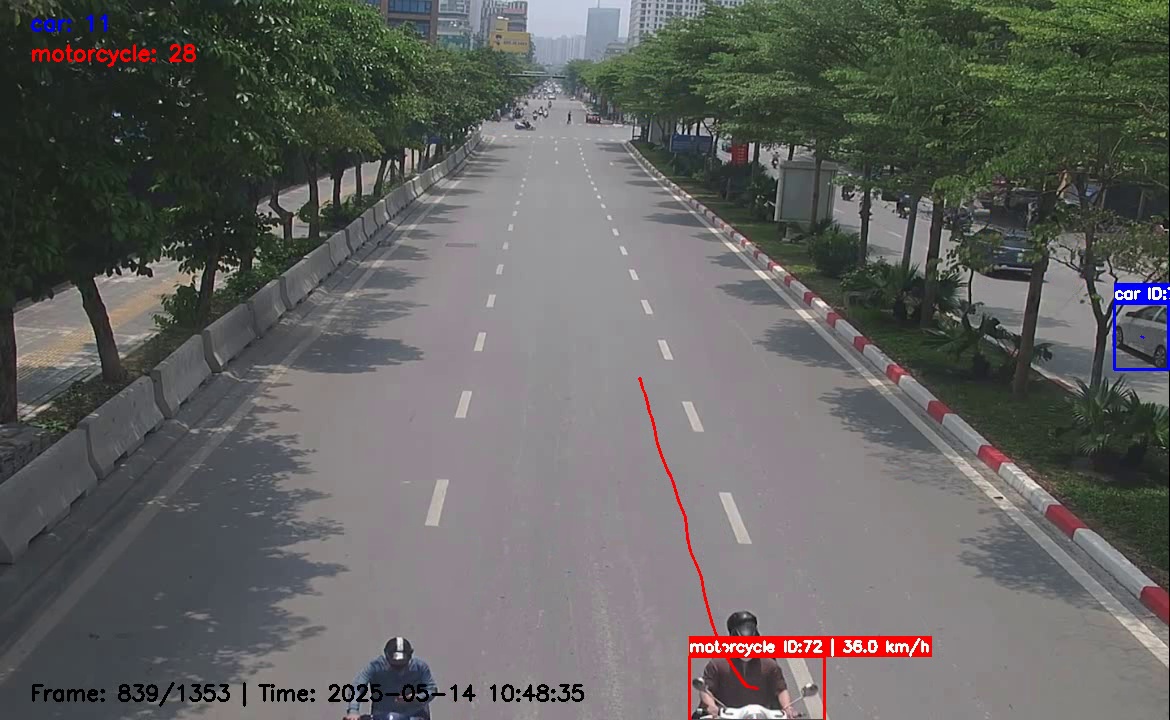 car: 11
motorcycle: 28
car ID:
motorcycle ID:72 | 36.0 km/h
Frame: 839/1353 | Time: 2025-05-14 10:48:35